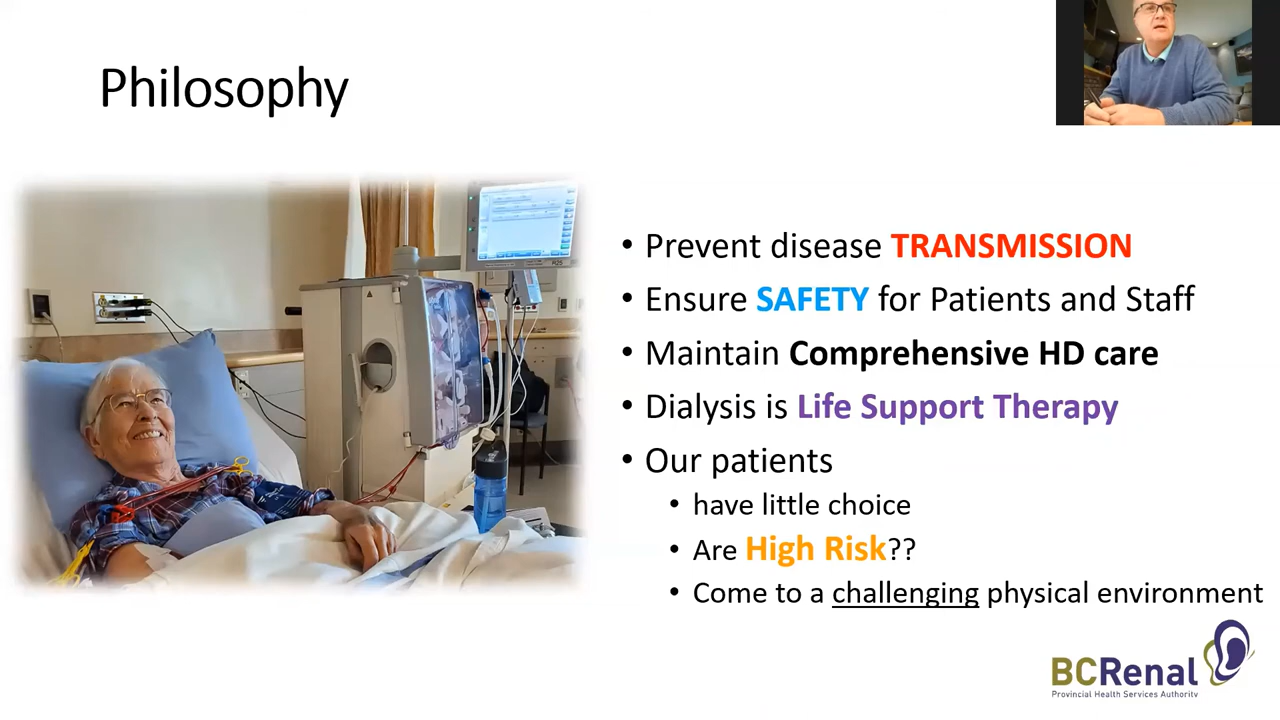 Philosophy
• Prevent disease TRANSMISSION
• Ensure SAFETY for Patients and Staff
• Maintain Comprehensive HD care
• Dialysis is Life Support Therapy
• Our patients
• have little choice
• Are High Risk??
• Come to a challenging physical environment
BCRenal
Provincial Health Services Authority